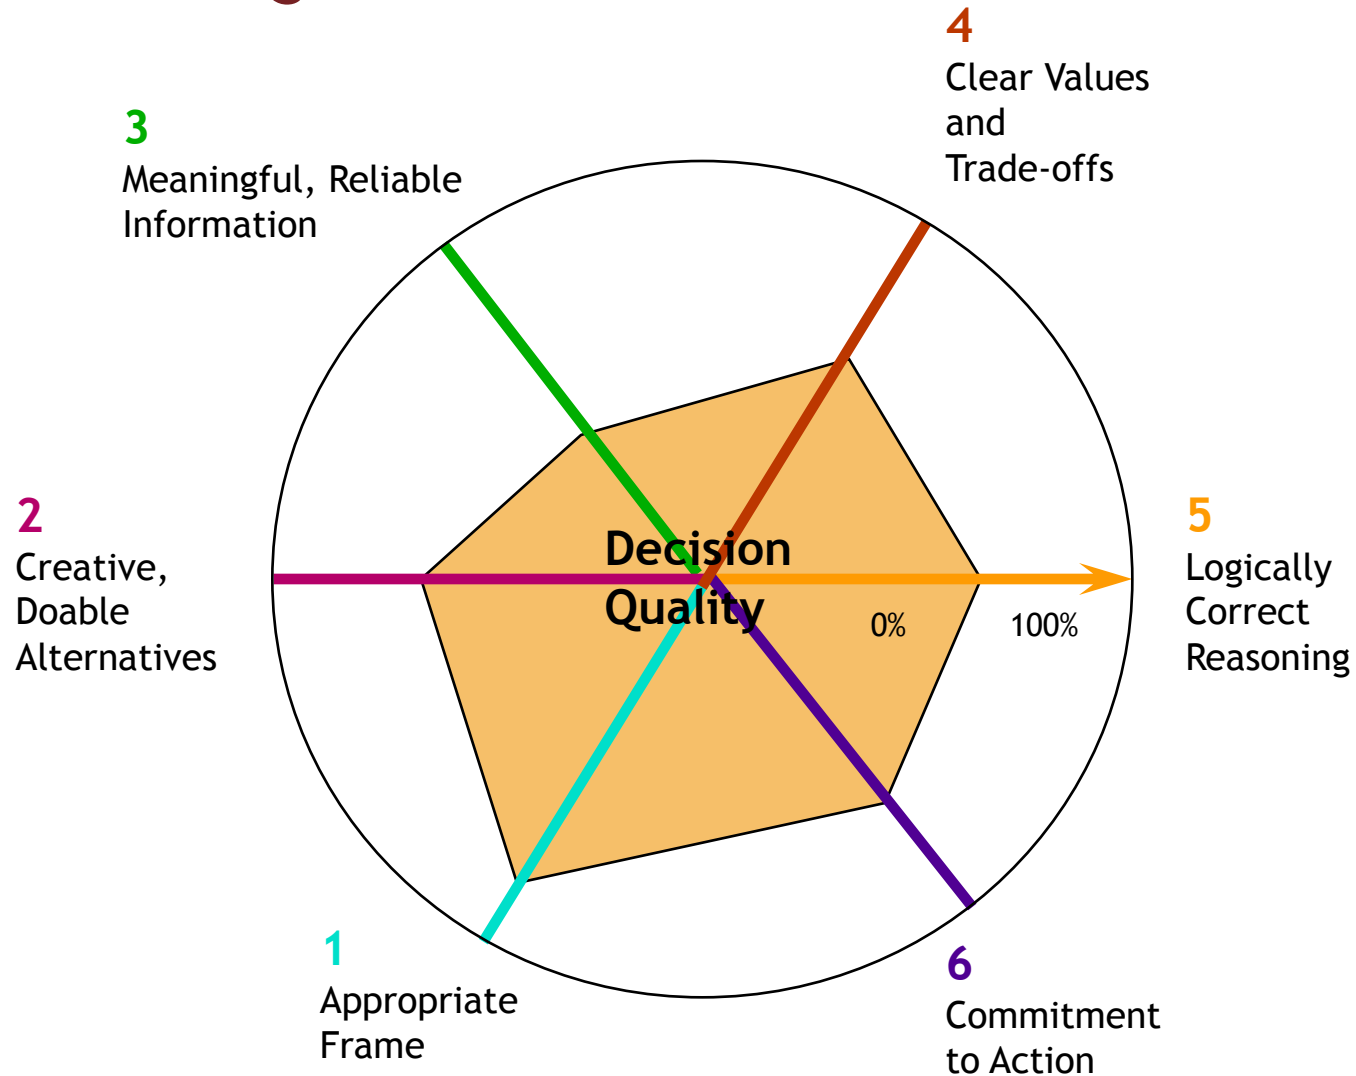 4
Clear Values
and
Trade-offs
3
Meaningful, Reliable
Information
2
Creative,
Doable
Alternatives
Decision
Quality
0%
100%
5
Logically
Correct
Reasoning
1
Appropriate
Frame
6
Commitment
to Action